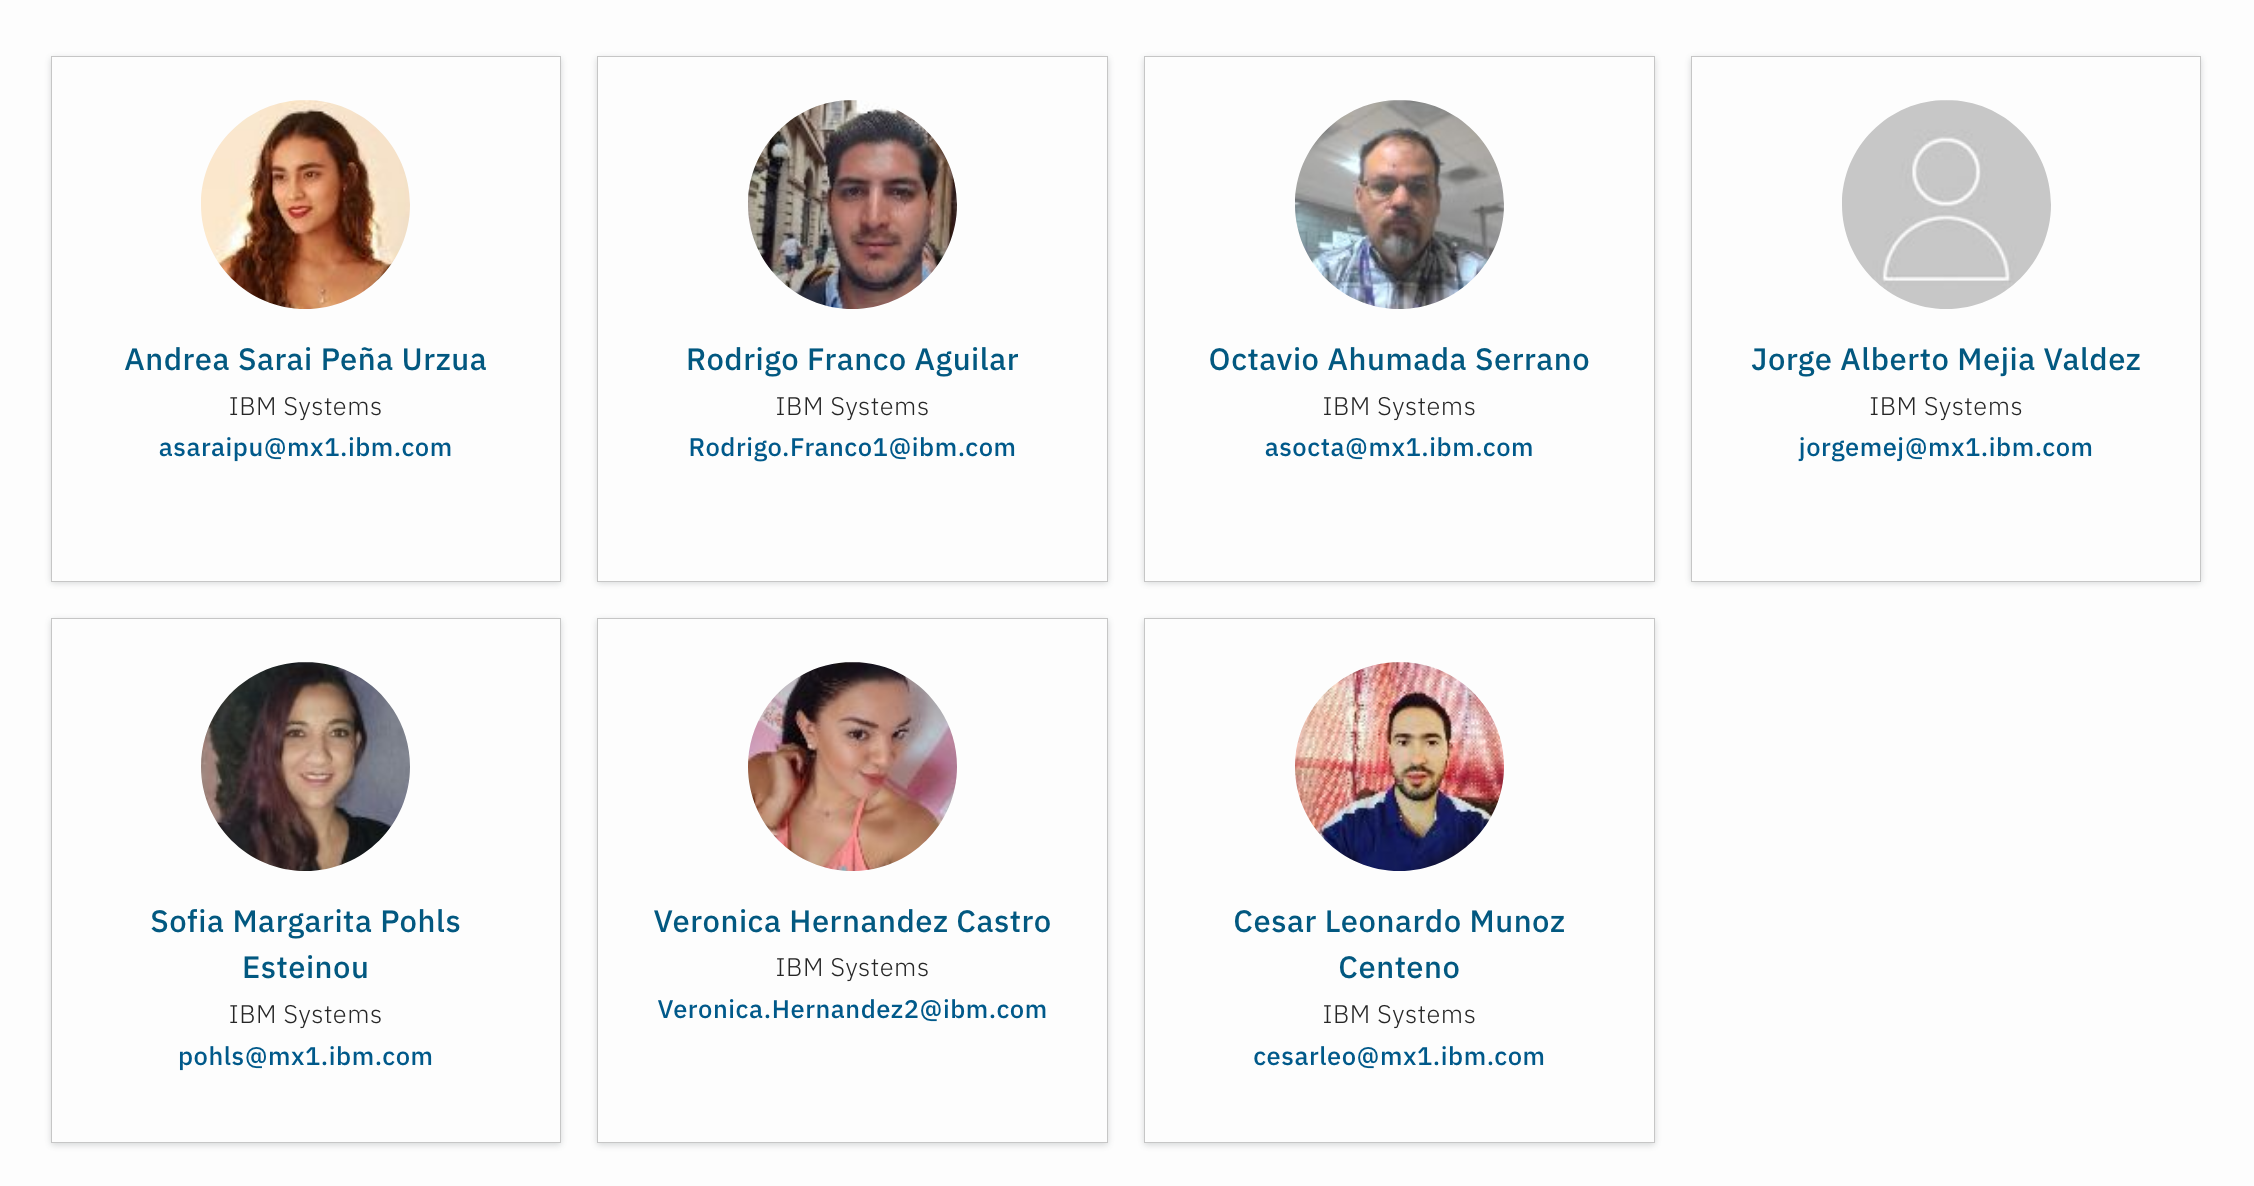 Andrea Sarai Peña Urzua
IBM Systems
asaraipu@mx1.ibm.com
Rodrigo Franco Aguilar
IBM Systems
Rodrigo.Franco1@ibm.com
Octavio Ahumada Serrano
IBM Systems
asocta@mx1.ibm.com
Jorge Alberto Mejia Valdez
IBM Systems
jorgemej@mx1.ibm.com
Sofia Margarita Pohls
Esteinou
IBM Systems
pohls@mx1.ibm.com
Veronica Hernandez Castro
IBM Systems
Veronica.Hernandez2@ibm.com
Cesar Leonardo Munoz
Centeno
IBM Systems
cesarleo@mx1.ibm.com